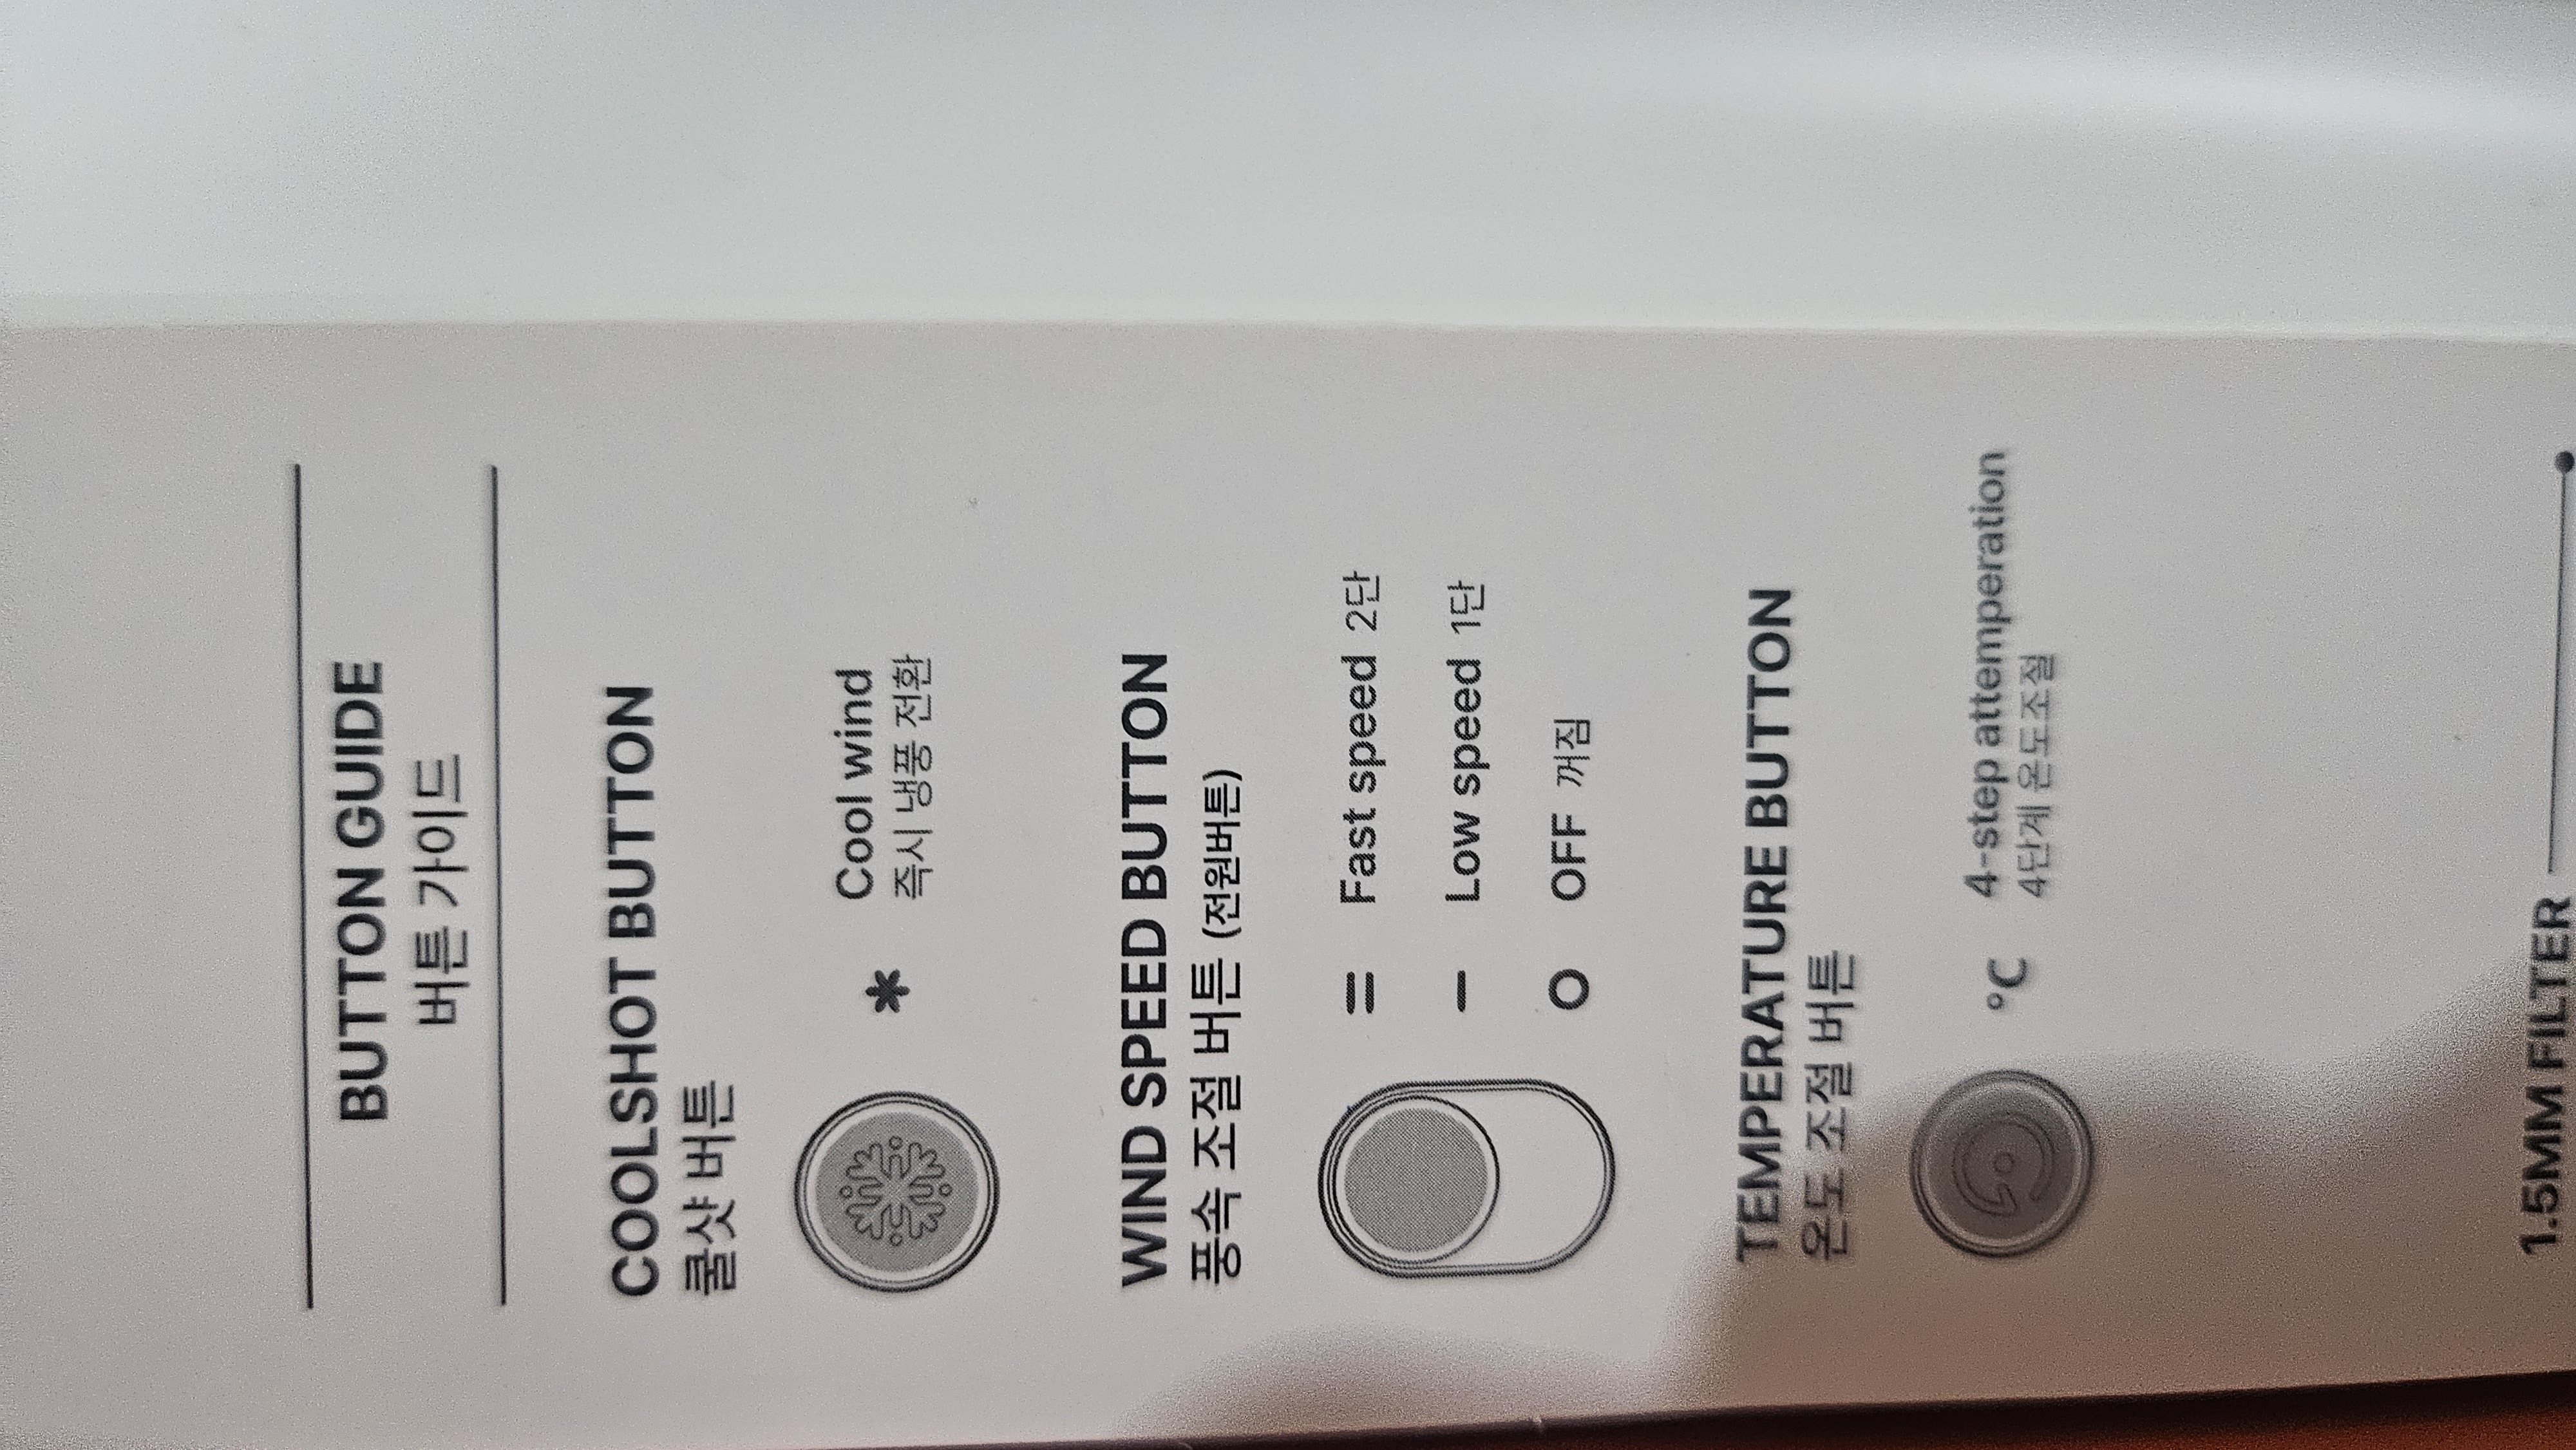 BUTTON GUIDE
버튼 가이드
COOLSHOT BUTTON
쿨샷 버튼
* Cool wind
즉시 냉풍 전환
WIND SPEED BUTTON
풍속 조절 버튼 (전원버튼)
= Fast speed 2단
– Low speed 1단
O OFF 꺼짐
TEMPERATURE BUTTON
온도 조절 버튼
°C 4-step attemperation
4단계 온도조절
1.5MM FILTER